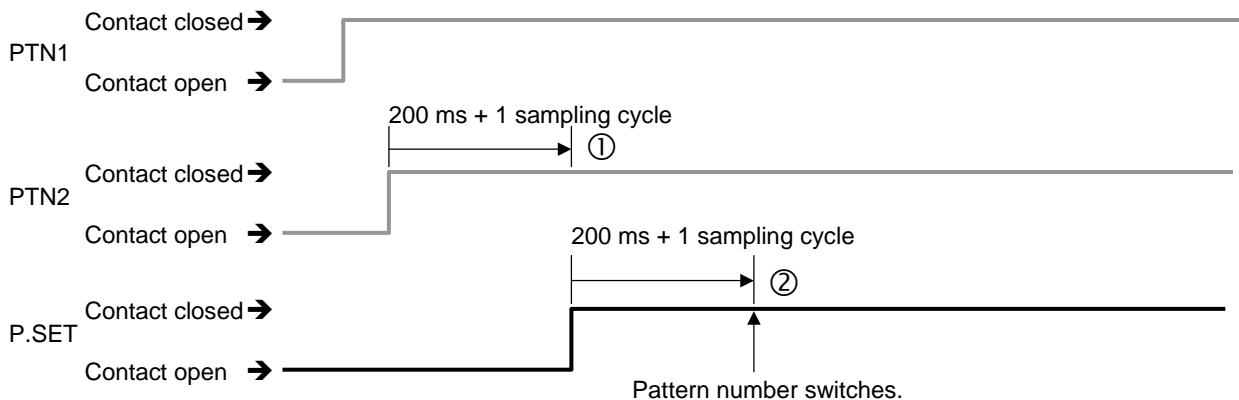 Contact closed ➔
PTN1
Contact open ➔
200 ms + 1 sampling cycle
①
Contact closed ➔
PTN2
Contact open ➔
200 ms + 1 sampling cycle
②
Contact closed ➔
P.SET
Contact open ➔
Pattern number switches.